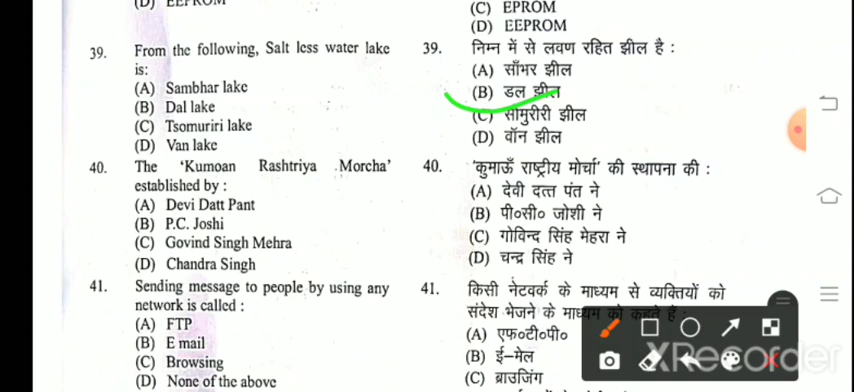 (D) EEPROM
39. From the following, Salt less water lake
is:
(A) Sambhar lake
(B) Dal lake
(C) Tsomuriri lake
(D) Van lake
40. The 'Kumoan Rashtriya Morcha'
established by :
(A) Devi Datt Pant
(B) P.C. Joshi
(C) Govind Singh Mehra
(D) Chandra Singh
41. Sending message to people by using any
network is called :
(A) FTP
(B) E mail
(C) Browsing
(D) None of the above
(C) EPROM
(D) EEPROM
39. निम्न में से लवण रहित झील है :
(A) साँभर झील
(B) डल झील
(C) सोमुरीरी झील
(D) वॉन झील
40. 'कुमाऊँ राष्ट्रीय मोर्चा' की स्थापना की :
(A) देवी दत्त पंत ने
(B) पी०सी० जोशी ने
(C) गोविन्द सिंह मेहरा ने
(D) चन्द्र सिंह ने
41. किसी नेटवर्क के माध्यम से व्यक्तियों को
संदेश भेजने के माध्यम को कहते हैं
(A) एफ०टी०पी०
(B) ई-मेल
(C) ब्राउजिंग
XRecorder